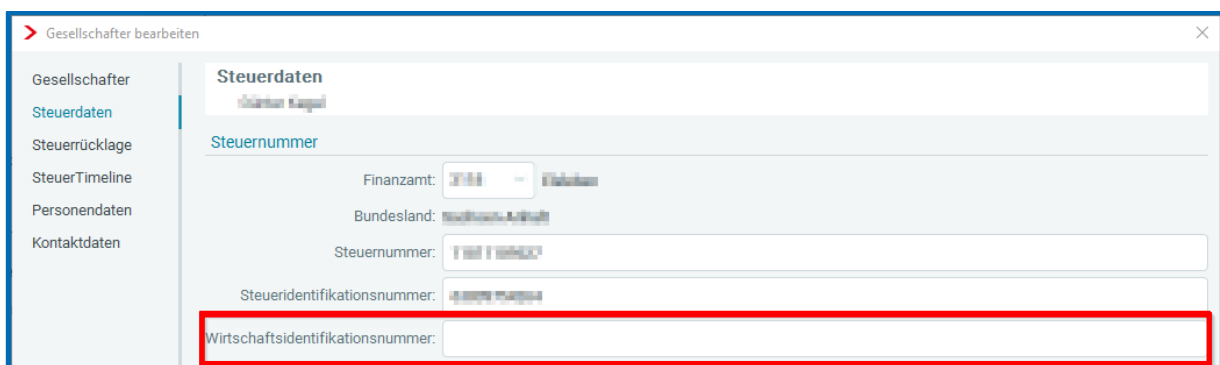 Gesellschafter bearbeiten
Gesellschafter
Steuerdaten
Steuerrücklage
SteuerTimeline
Personendaten
Kontaktdaten
Steuerdaten
Steuernummer
Finanzamt:
Bundesland:
Steuernummer:
Steueridentifikationsnummer:
Wirtschaftsidentifikationsnummer: